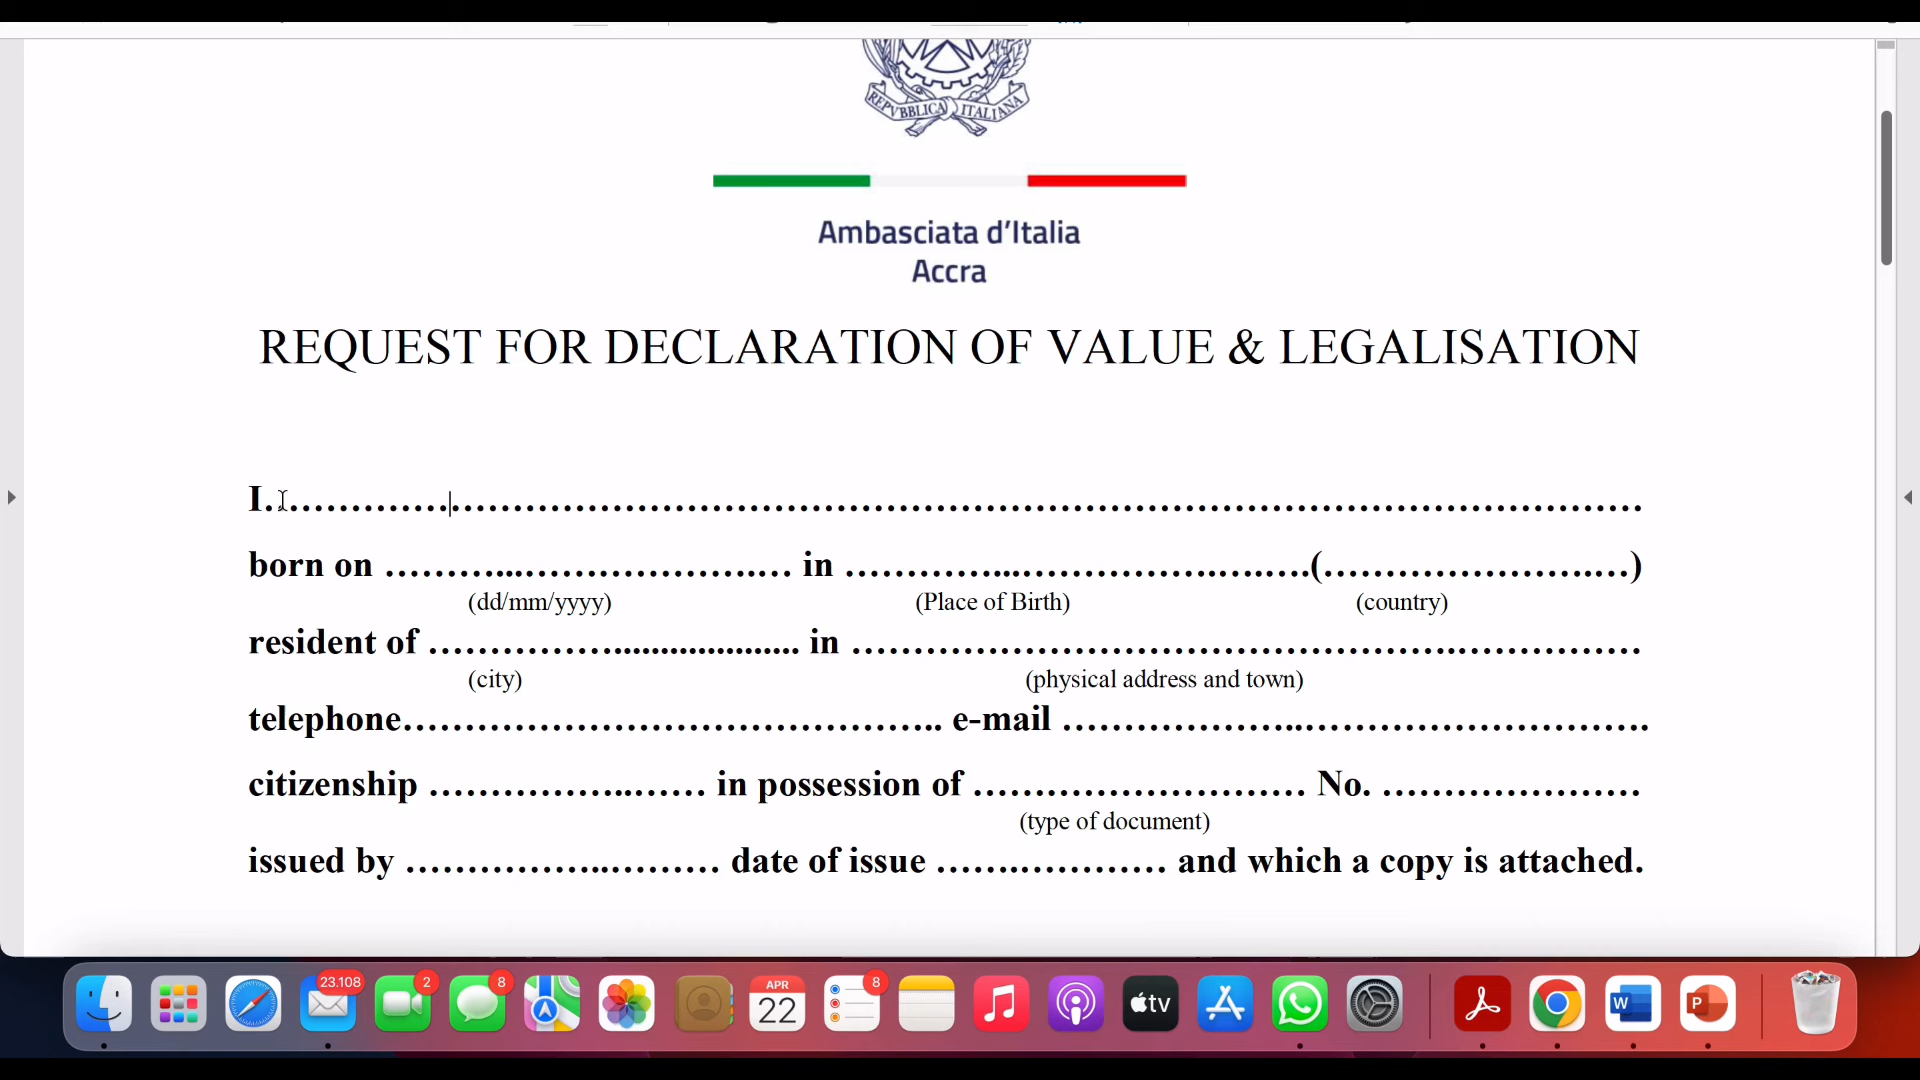 REPVBBLICA ITALIANA
Ambasciata d’Italia
Accra
REQUEST FOR DECLARATION OF VALUE & LEGALISATION
I…………………………………………………………………………………………
born on ………...……………………….… in …………...……………….….….(……………………….…)
(dd/mm/yyyy) (Place of Birth) (country)
resident of ………………................... in ……………………………………………….……………
(city) (physical address and town)
telephone…………………………………………….. e-mail …………………...……………………………….
citizenship …………………..…… in possession of …………………………… No. ……………………
(type of document)
issued by ………………..……… date of issue …….…………… and which a copy is attached.
23.108
2
8
APR
22
8
tv
W
P